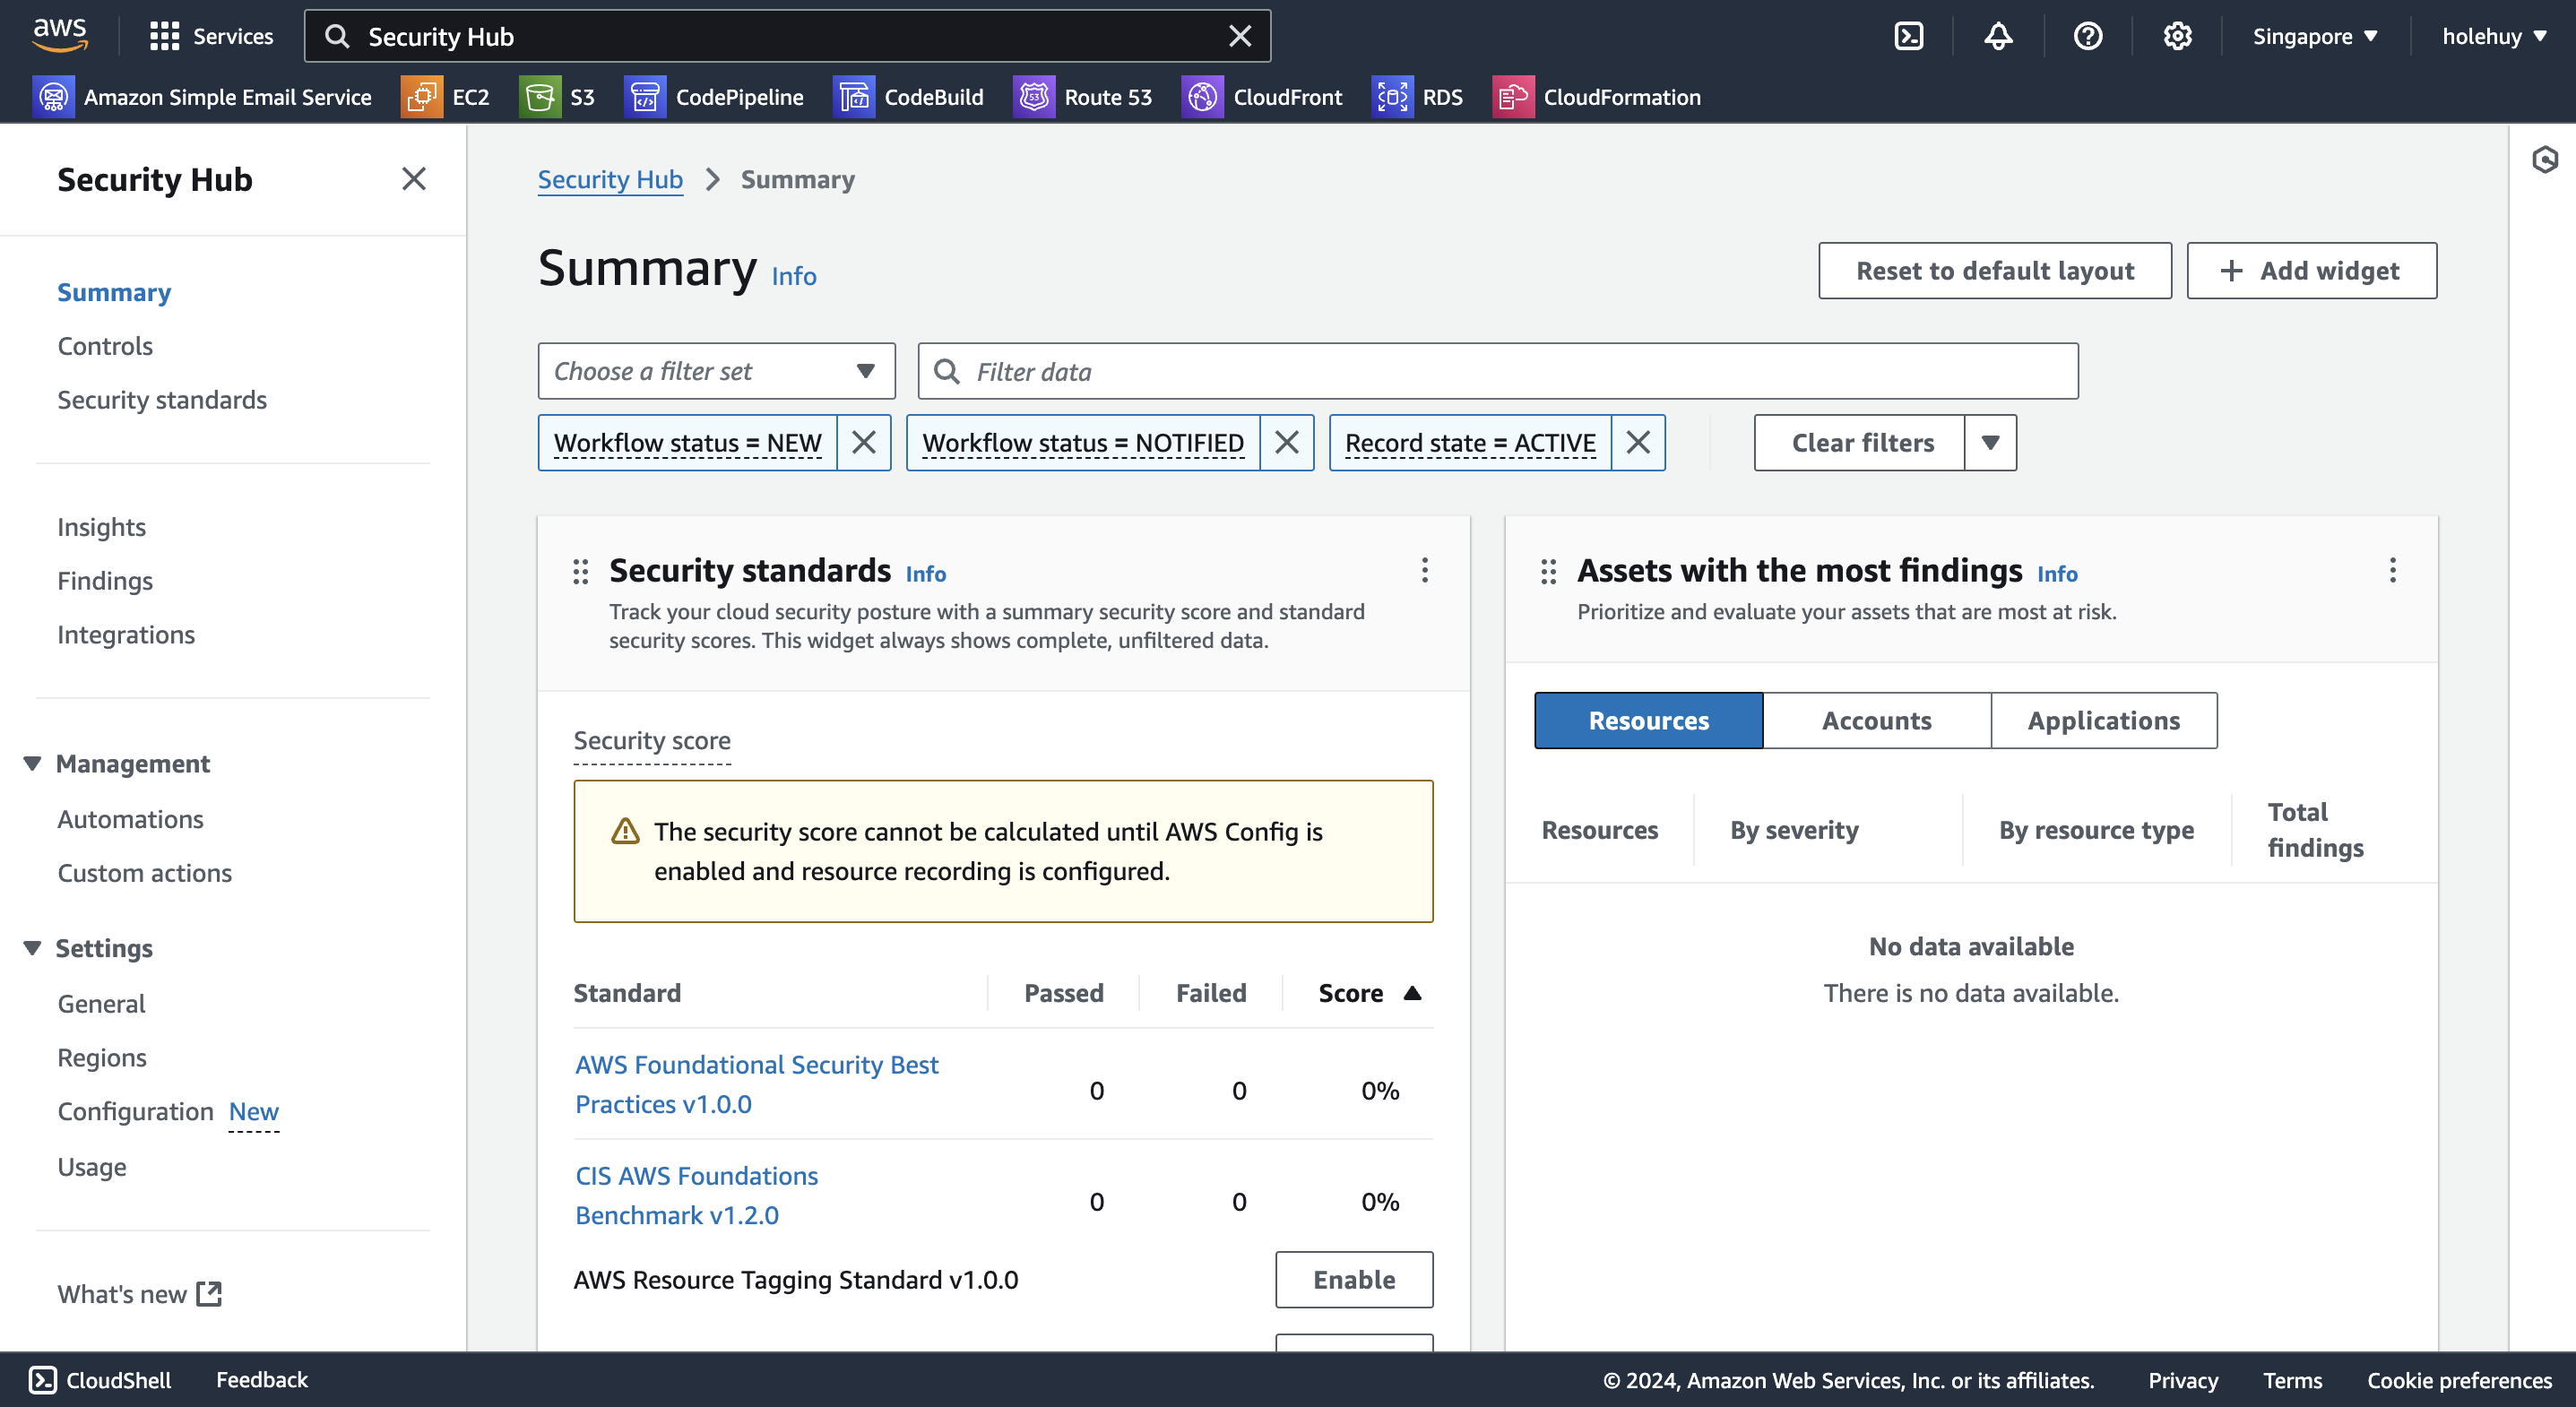 aws
Services
Security Hub
Singapore
holehuy
Amazon Simple Email Service
EC2
S3
CodePipeline
CodeBuild
Route 53
CloudFront
RDS
CloudFormation
Security Hub
Summary
Controls
Security standards
Insights
Findings
Integrations
Management
Automations
Custom actions
Settings
General
Regions
Configuration New
Usage
What's new
Security Hub > Summary
Summary Info
Reset to default layout
+ Add widget
Choose a filter set
Filter data
Workflow status = NEW
Workflow status = NOTIFIED
Record state = ACTIVE
Clear filters
Security standards Info
Track your cloud security posture with a summary security score and standard
security scores. This widget always shows complete, unfiltered data.
Security score
The security score cannot be calculated until AWS Config is
enabled and resource recording is configured.
Standard Passed Failed Score
AWS Foundational Security Best
Practices v1.0.0
0 0 0%
CIS AWS Foundations
Benchmark v1.2.0
0 0 0%
AWS Resource Tagging Standard v1.0.0
Enable
Assets with the most findings Info
Prioritize and evaluate your assets that are most at risk.
Resources Accounts Applications
Resources By severity By resource type
Total
findings
No data available
There is no data available.
CloudShell
Feedback
© 2024, Amazon Web Services, Inc. or its affiliates.
Privacy
Terms
Cookie preferences